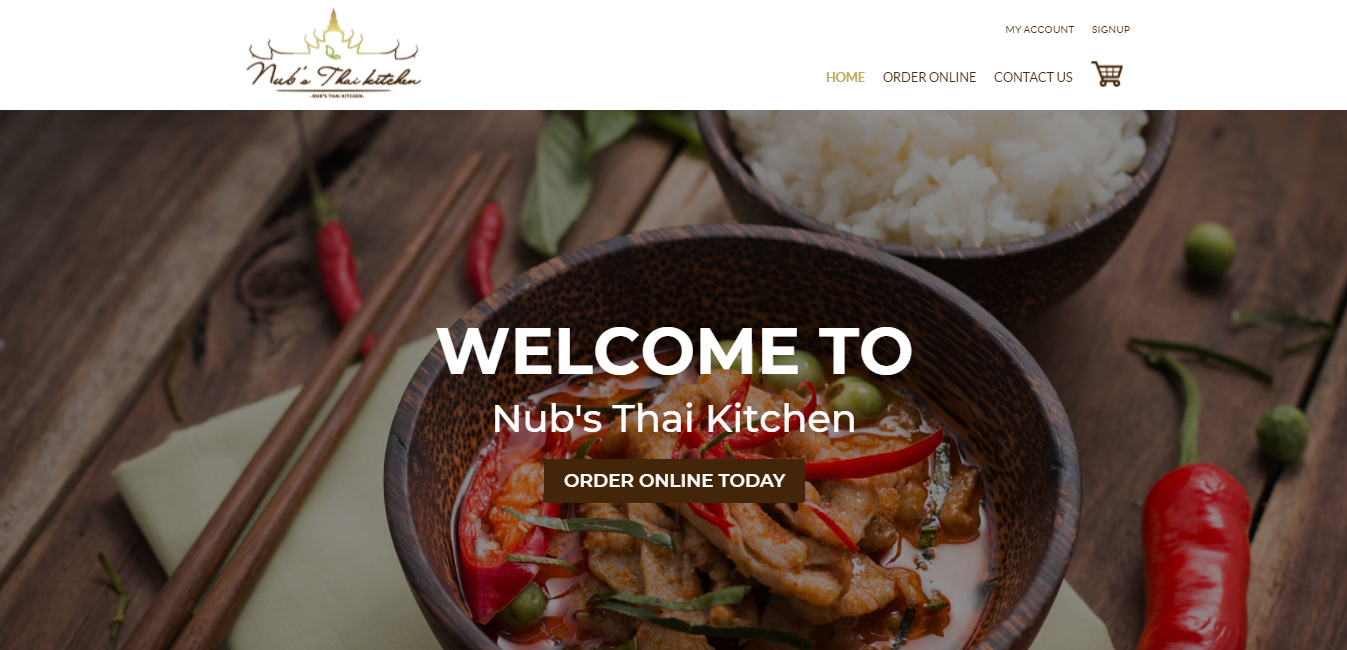 Nub's Thai kitchen
-NUB'S THAI KITCHEN-
MY ACCOUNT SIGNUP
HOME ORDER ONLINE CONTACT US
WELCOME TO
Nub's Thai Kitchen
ORDER ONLINE TODAY